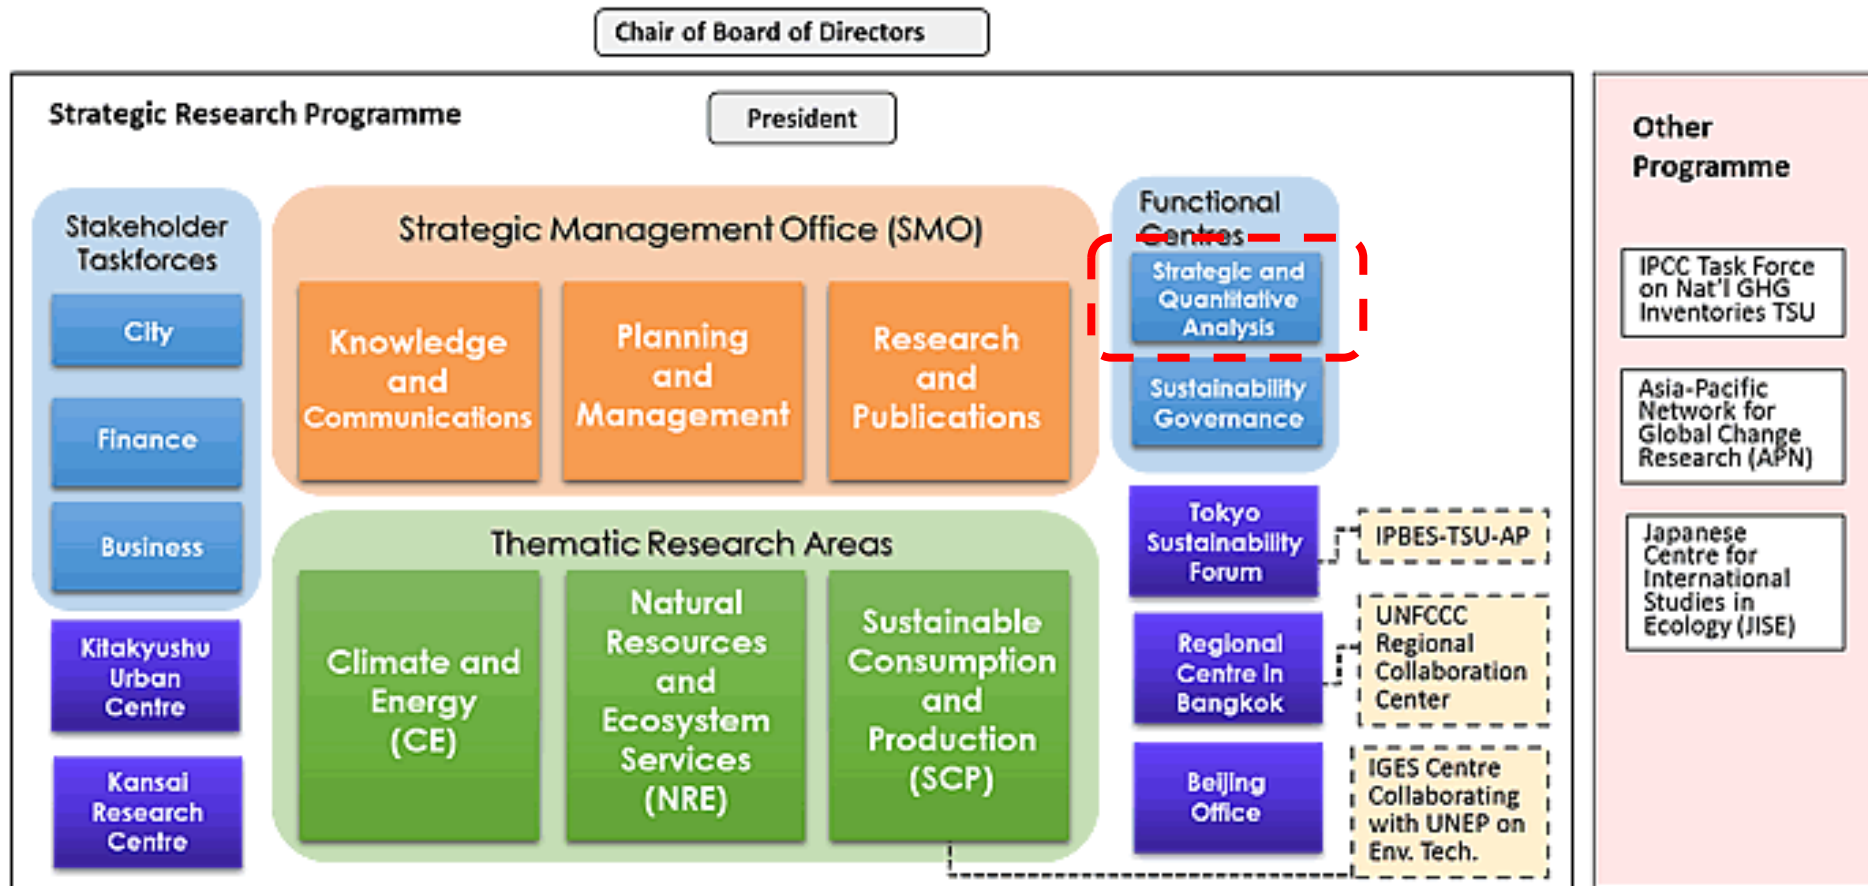 Chair of Board of Directors
Strategic Research Programme
President
Stakeholder
Taskforces
City
Finance
Business
Kitakyushu
Urban
Centre
Kansai
Research
Centre
Strategic Management Office (SMO)
Knowledge
and
Communications
Planning
and
Management
Research
and
Publications
Thematic Research Areas
Climate and
Energy
(CE)
Natural
Resources
and
Ecosystem
Services
(NRE)
Sustainable
Consumption
and
Production
(SCP)
Functional
Centres
Strategic and
Quantitative
Analysis
Sustainability
Governance
Tokyo
Sustainability
Forum
Regional
Centre in
Bangkok
Beijing
Office
IPBES-TSU-AP
UNFCCC
Regional
Collaboration
Center
IGES Centre
Collaborating
with UNEP on
Env. Tech.
Other
Programme
IPCC Task Force
on Nat'l GHG
Inventories TSU
Asia-Pacific
Network for
Global Change
Research (APN)
Japanese
Centre for
International
Studies in
Ecology (JISE)